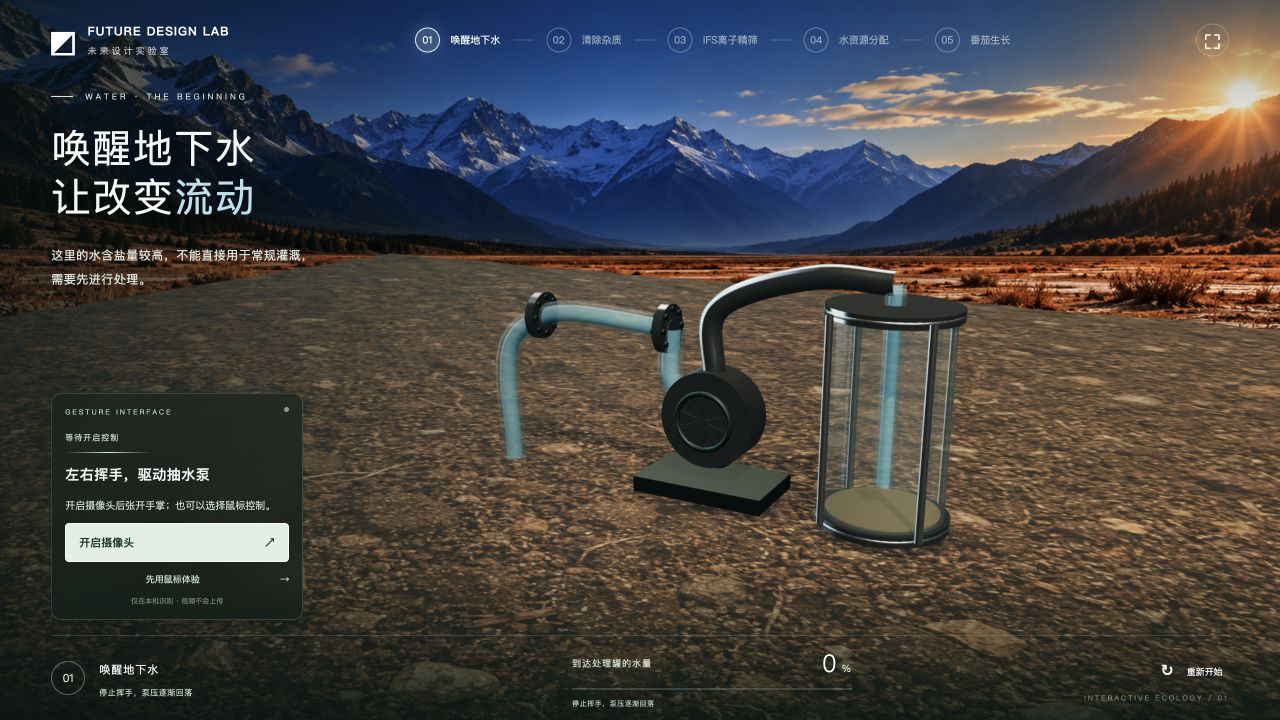 FUTURE DESIGN LAB
未来设计实验室
01 唤醒地下水
02 清除杂质
03 IFS离子精筛
04 水资源分配
05 番茄生长
WATER · THE BEGINNING
唤醒地下水
让改变流动
这里的水含盐量较高，不能直接用于常规灌溉，
需要先进行处理。
GESTURE INTERFACE
等待开启控制
左右挥手，驱动抽水泵
开启摄像头后张开手掌；也可以选择鼠标控制。
开启摄像头 ↗
先用鼠标体验 →
仅在本机识别 · 视频不会上传
01
唤醒地下水
停止挥手，泵压逐渐回落
到达处理罐的水量
0 %
停止挥手，泵压逐渐回落
↻ 重新开始
INTERACTIVE ECOLOGY / 01